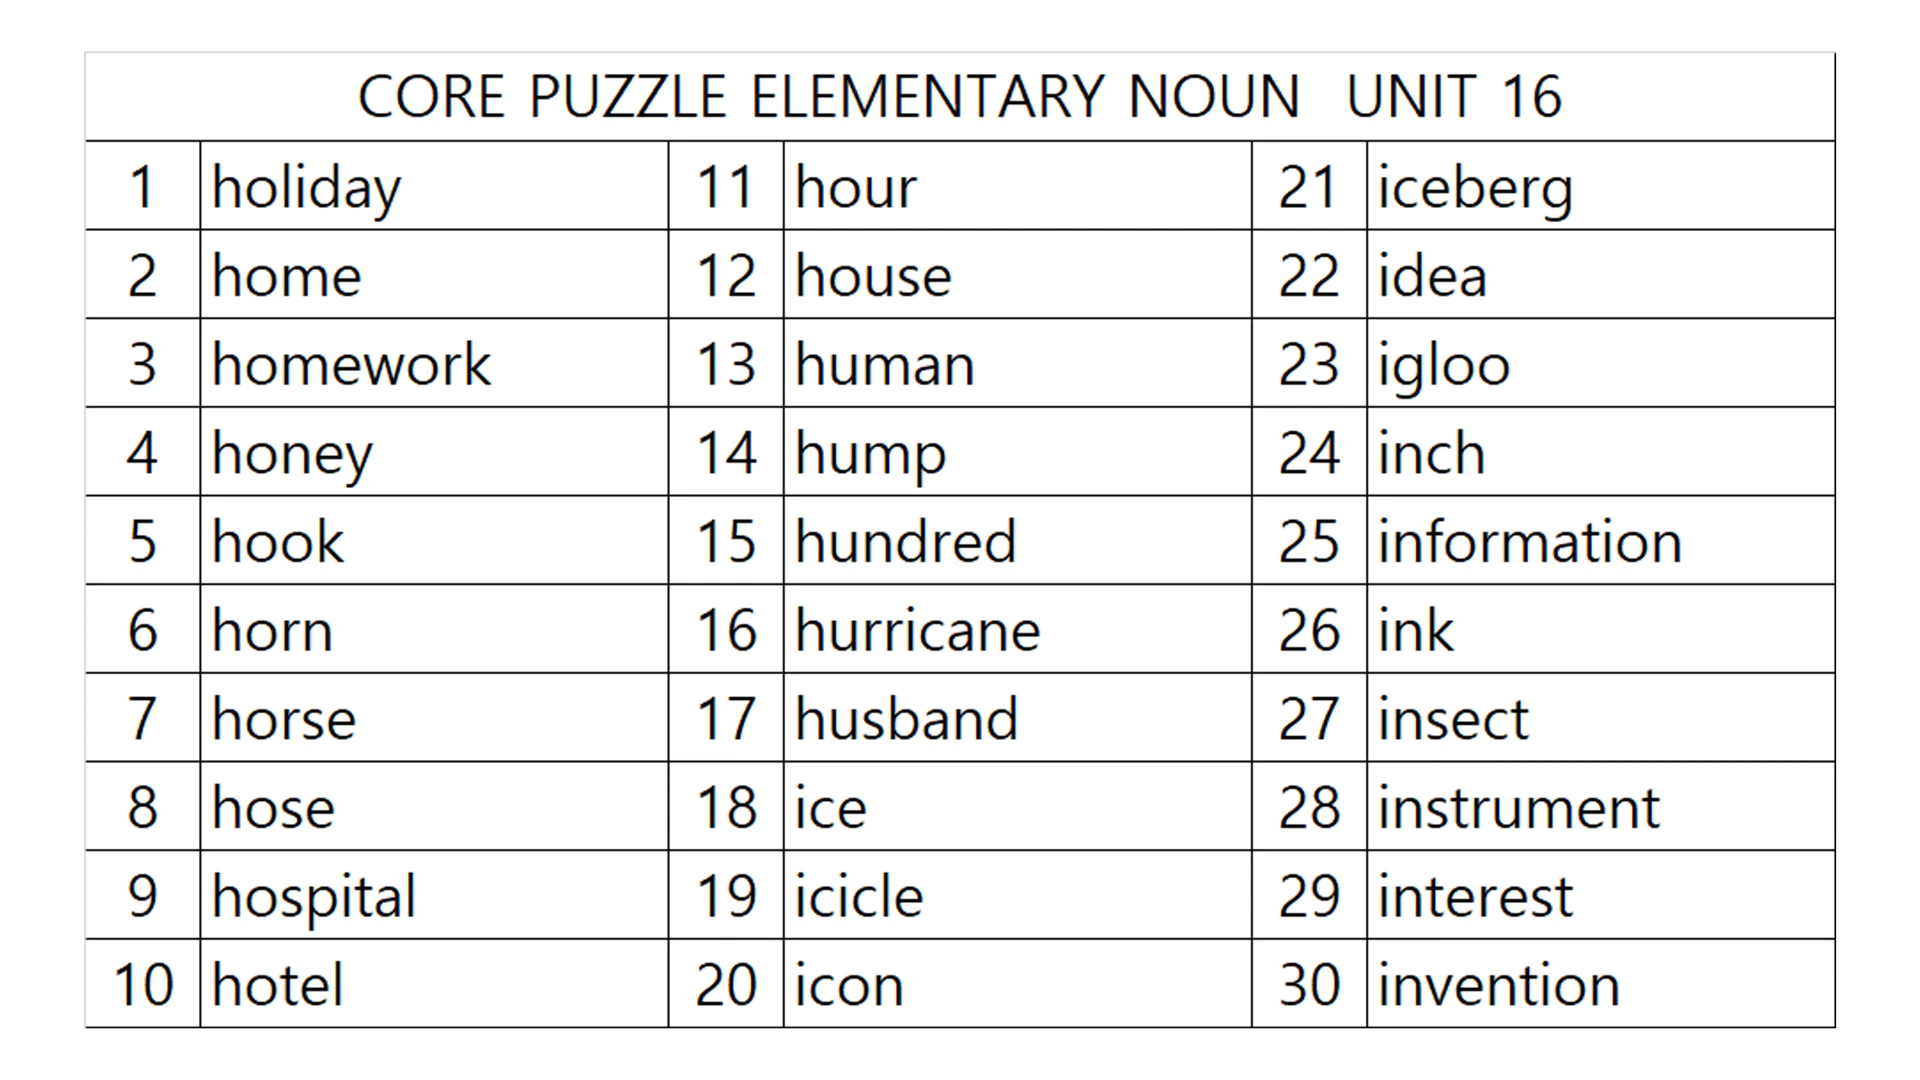 CORE PUZZLE ELEMENTARY NOUN UNIT 16
1 holiday 11 hour 21 iceberg
2 home 12 house 22 idea
3 homework 13 human 23 igloo
4 honey 14 hump 24 inch
5 hook 15 hundred 25 information
6 horn 16 hurricane 26 ink
7 horse 17 husband 27 insect
8 hose 18 ice 28 instrument
9 hospital 19 icicle 29 interest
10 hotel 20 icon 30 invention